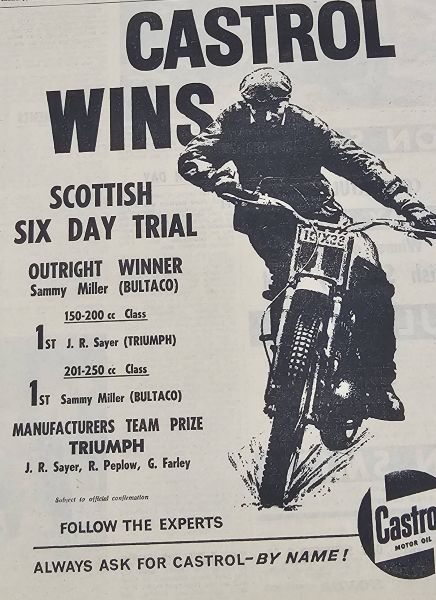 CASTROL
WINS
SCOTTISH
SIX DAY TRIAL
OUTRIGHT WINNER
Sammy Miller (BULTACO)
150-200 cc Class
1ST J. R. Sayer (TRIUMPH)
201-250 cc Class
1ST Sammy Miller (BULTACO)
MANUFACTURERS TEAM PRIZE
TRIUMPH
J. R. Sayer, R. Peplow, G. Farley
Subject to official confirmation
FOLLOW THE EXPERTS
Castro
MOTOR OIL
ALWAYS ASK FOR CASTROL-BY NAME!